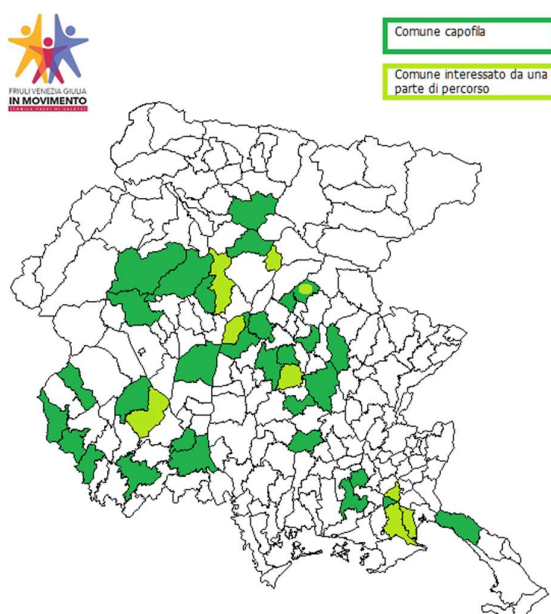 Comune capofila
Comune interessato da una
parte di percorso
FRIULI VENEZIA GIULIA
IN MOVIMENTO